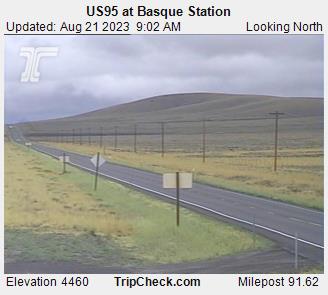 US95 at Basque Station
Updated: Aug 21 2023 9:02 AM Looking North
Elevation 4460 TripCheck.com Milepost 91.62